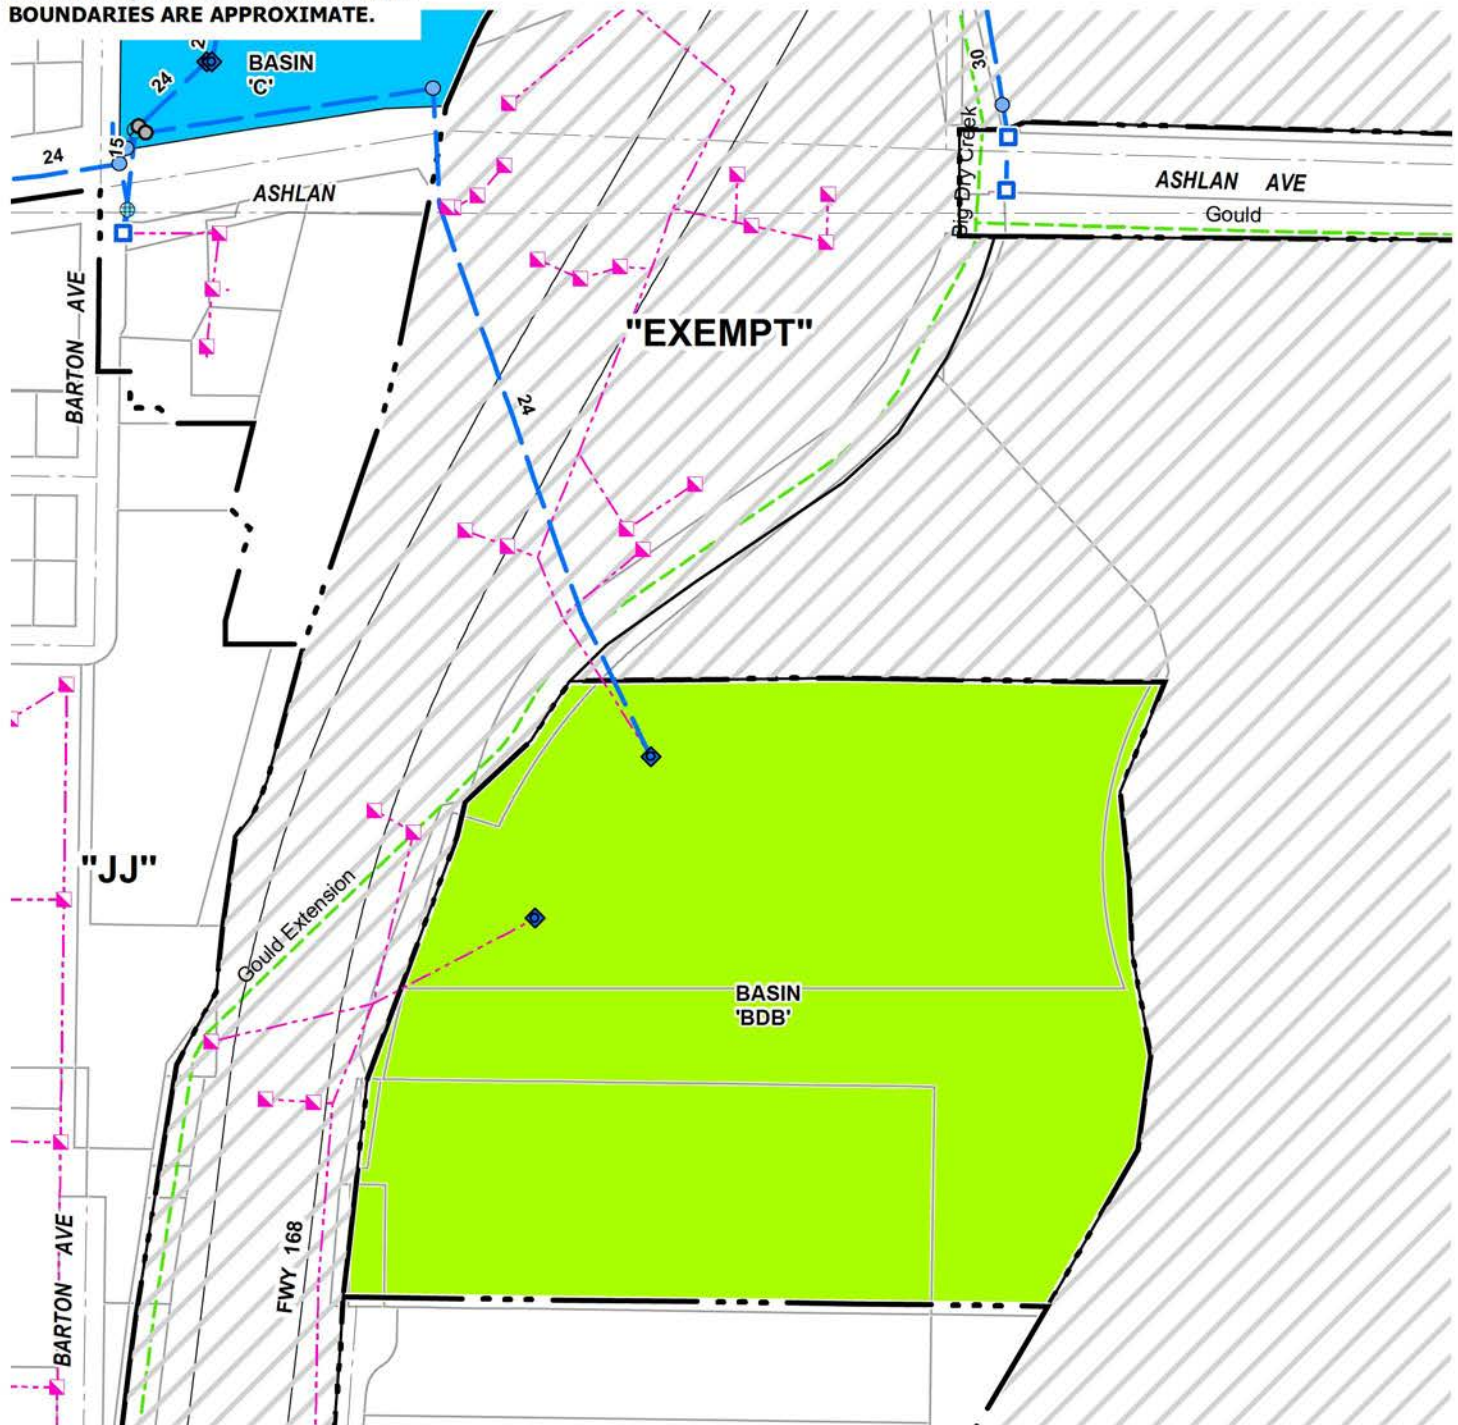 BOUNDARIES ARE APPROXIMATE.
BASIN
'C'
24
30
15
24
ASHLAN
Big Dry Creek
ASHLAN AVE
Gould
BARTON AVE
"EXEMPT"
24
"JJ"
Gould Extension
BASIN
'BDB'
FWY 168
BARTON AVE